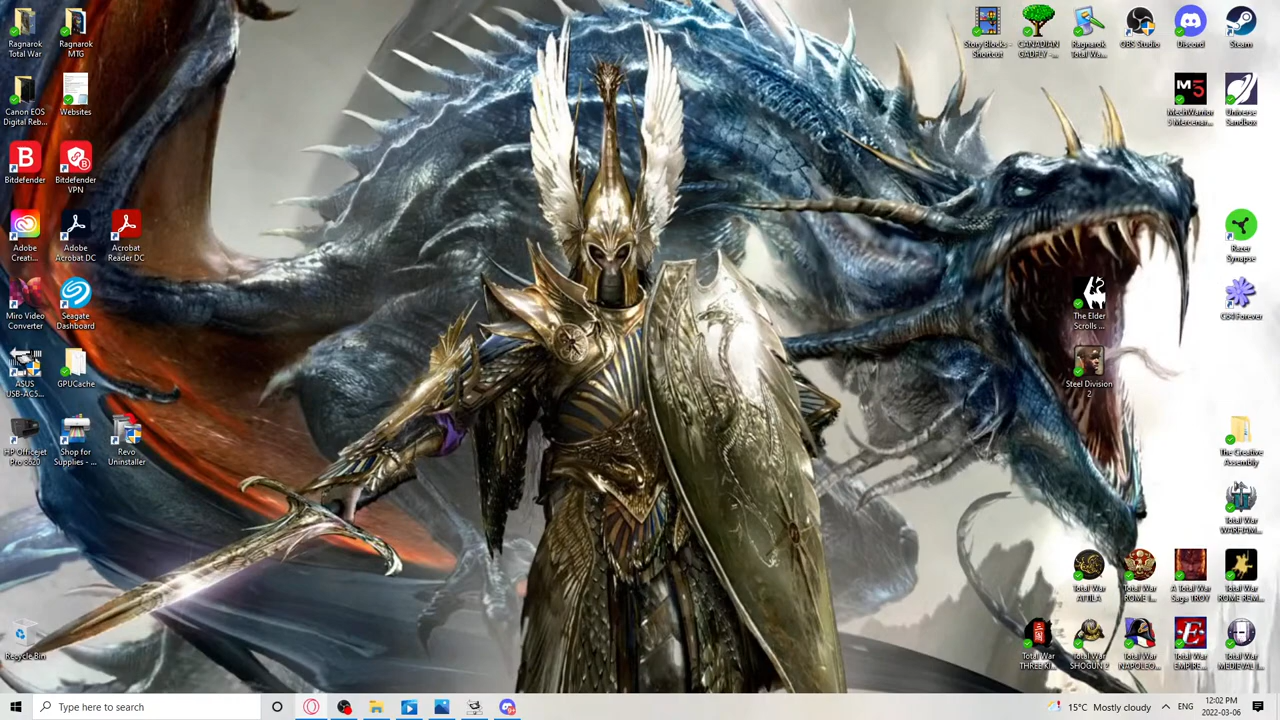 Ragnarok
Total War
Ragnarok
MTG
Canon EOS
Digital Reb...
Websites
Bitdefender
Bitdefender
VPN
Adobe
Creati...
Adobe
Acrobat DC
Acrobat
Reader DC
Miro Video
Converter
Seagate
Dashboard
ASUS
USB-AC5...
GPUCache
HP Officejet
Pro 8620
Shop for
Supplies - ...
Revo
Uninstaller
Recycle Bin
Story Blocks -
Shortcut
CANADIAN
GADFLY - ...
Ragnarok
Total Wa...
OBS Studio
Discord
Steam
M5
MechWarrior
5 Mercenar...
Universe
Sandbox
Razer
Synapse
The Elder
Scrolls ...
C64 Forever
Steel Division
2
The Creative
Assembly
Total War
WARHAM...
Total War
ATTILA
Total War
ROME I...
A Total War
Saga TROY
Total War
ROME REM...
Total War
THREE KI...
Total War
SHOGUN 2
Total War
NAPOLEO...
Total War
EMPIRE...
Total War
MEDIEVAL I...
Type here to search
15°C Mostly cloudy
ENG
12:02 PM
2022-03-06